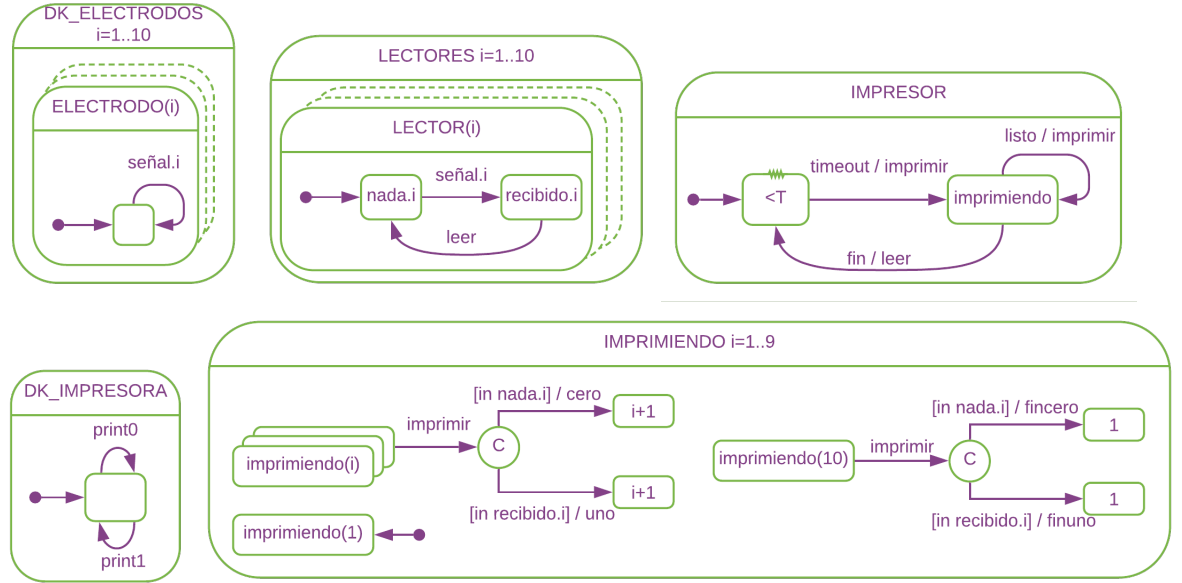 DK_ELECTRODOS
i=1..10
ELECTRODO(i)
señal.i
LECTORES i=1..10
LECTOR(i)
nada.i
señal.i
recibido.i
leer
IMPRESOR
<T
timeout / imprimir
imprimiendo
listo / imprimir
fin / leer
DK_IMPRESORA
print0
print1
IMPRIMIENDO i=1..9
imprimiendo(i)
imprimir
C
[in nada.i] / cero
i+1
[in recibido.i] / uno
i+1
imprimiendo(1)
imprimiendo(10)
imprimir
C
[in nada.i] / fincero
1
[in recibido.i] / finuno
1